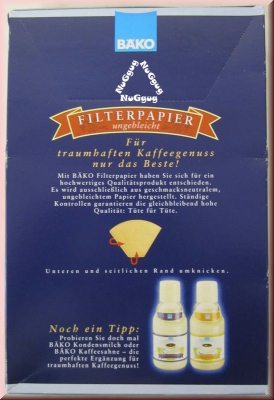 BÄKO
NuGgug
NuGgug
NuGgug
FILTERPAPIER
ungebleicht
Für
traumhaften Kaffeegenuss
nur das Beste!
Mit BÄKO Filterpapier haben Sie sich für ein
hochwertiges Qualitätsprodukt entschieden.
Es wird ausschließlich aus geschmacksneutralem,
ungebleichtem Papier hergestellt. Ständige
Kontrollen garantieren die gleichbleibend hohe
Qualität: Tüte für Tüte.
Unteren und seitlichen Rand umknicken.
Noch ein Tipp:
Probieren Sie doch mal
BÄKO Kondensmilch oder
BÄKO Kaffeesahne – die
perfekte Ergänzung für
traumhaften Kaffeegenuss!